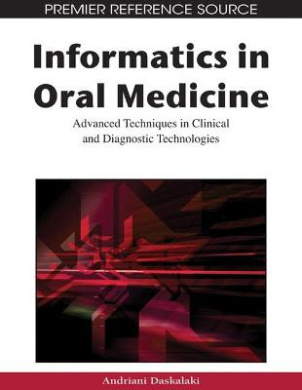 PREMIER REFERENCE SOURCE
Informatics in
Oral Medicine
Advanced Techniques in Clinical
and Diagnostic Technologies
Andriani Daskalaki